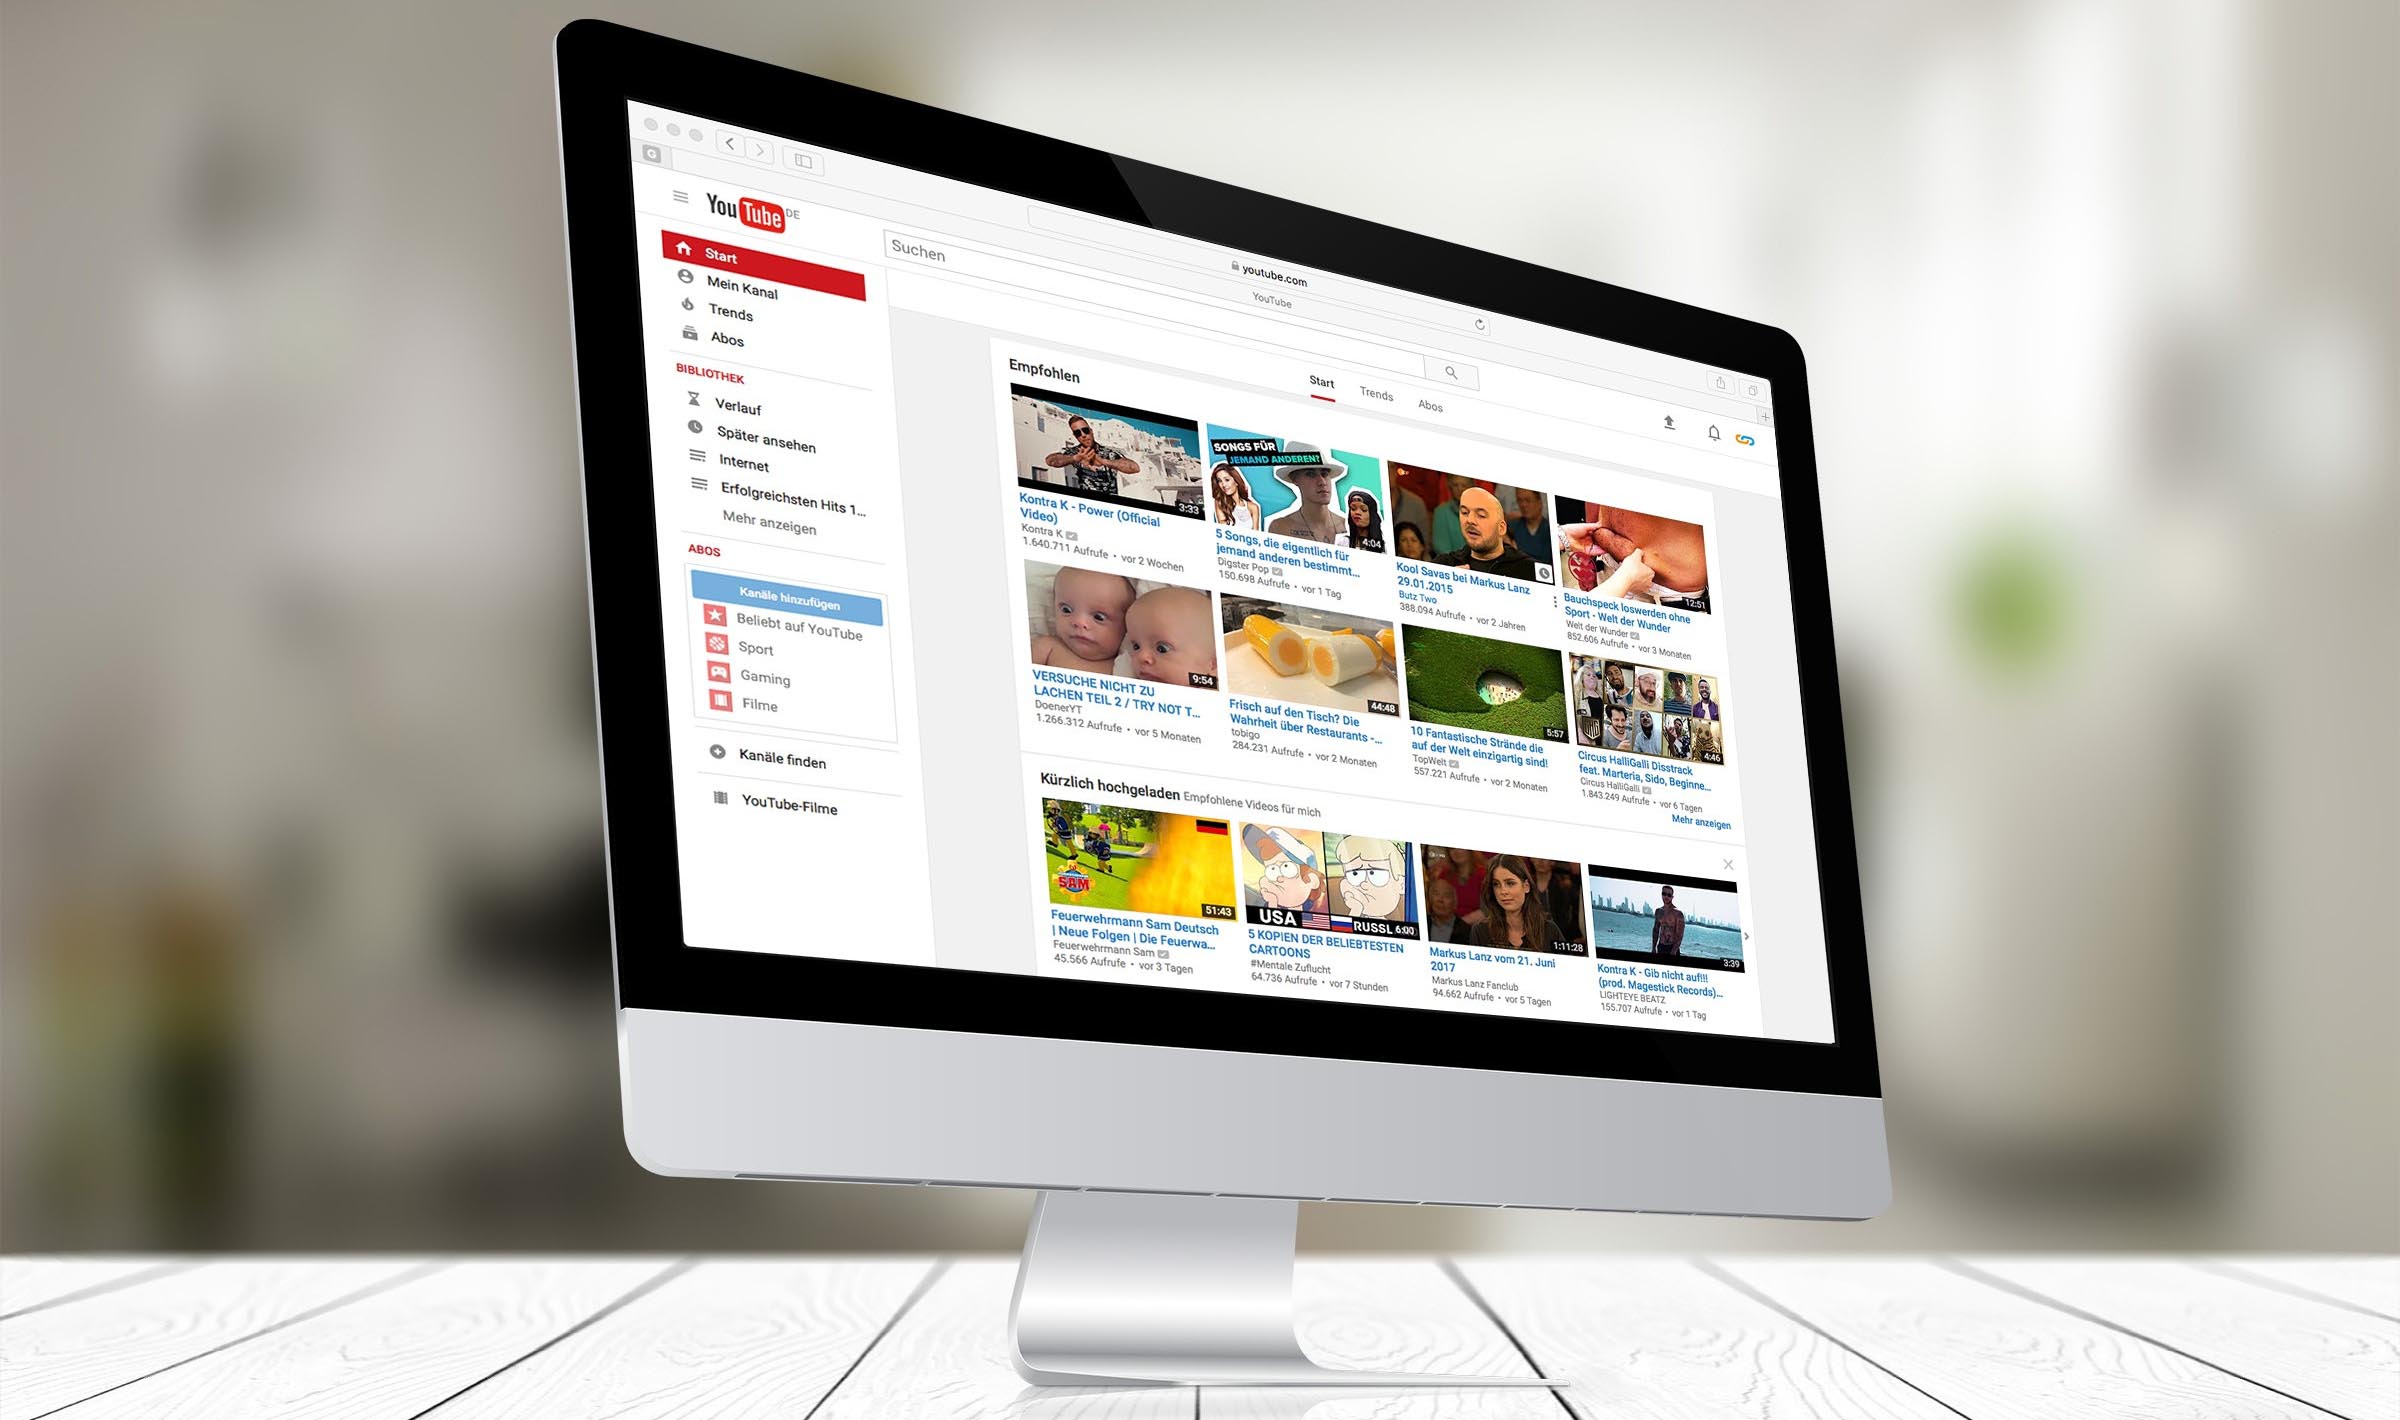 G
youtube.com
YouTube
YouTube DE
Suchen
Start
Mein Kanal
Trends
Abos
BIBLIOTHEK
Verlauf
Später ansehen
Internet
Erfolgreichsten Hits 1...
Mehr anzeigen
ABOS
Kanäle hinzufügen
Beliebt auf YouTube
Sport
Gaming
Filme
Kanäle finden
YouTube-Filme
Start
Trends
Abos
Empfohlen
3:33
Kontra K - Power (Official
Video)
Kontra K
1.640.711 Aufrufe • vor 2 Wochen
SONGS FÜR
JEMAND ANDEREN?
4:04
5 Songs, die eigentlich für
jemand anderen bestimmt...
Digster Pop
150.698 Aufrufe • vor 1 Tag
Kool Savas bei Markus Lanz
29.01.2015
Butz Two
388.094 Aufrufe • vor 2 Jahren
12:51
Bauchspeck loswerden ohne
Sport - Welt der Wunder
Welt der Wunder
852.606 Aufrufe • vor 3 Monaten
9:54
VERSUCHE NICHT ZU
LACHEN TEIL 2 / TRY NOT T...
DoenerYT
1.266.312 Aufrufe • vor 5 Monaten
44:48
Frisch auf den Tisch? Die
Wahrheit über Restaurants -...
tobigo
284.231 Aufrufe • vor 2 Monaten
5:57
10 Fantastische Strände die
auf der Welt einzigartig sind!
TopWelt
557.221 Aufrufe • vor 2 Monaten
4:46
Circus HalliGalli Disstrack
feat. Marteria, Sido, Beginne...
Circus HalliGalli
1.843.249 Aufrufe • vor 6 Tagen
Mehr anzeigen
Kürzlich hochgeladen Empfohlene Videos für mich
SAM
51:43
Feuerwehrmann Sam Deutsch
| Neue Folgen | Die Feuerwa...
Feuerwehrmann Sam
45.566 Aufrufe • vor 3 Tagen
USA
RUSSL 6:00
5 KOPIEN DER BELIEBTESTEN
CARTOONS
#Mentale Zuflucht
64.736 Aufrufe • vor 7 Stunden
1:11:28
Markus Lanz vom 21. Juni
2017
Markus Lanz Fanclub
94.662 Aufrufe • vor 5 Tagen
3:39
Kontra K - Gib nicht auf!!!
(prod. Magestick Records)...
LIGHTEYE BEATZ
155.707 Aufrufe • vor 1 Tag